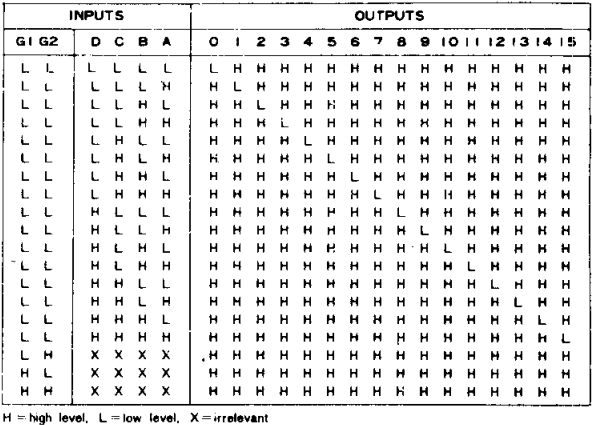 INPUTS OUTPUTS
G1 G2 D C B A 0 1 2 3 4 5 6 7 8 9 10 11 12 13 14 15
L L L L L L L H H H H H H H H H H H H H H H
L L L L L H H L H H H H H H H H H H H H H H
L L L L H L H H L H H H H H H H H H H H H H
L L L L H H H H H L H H H H H H H H H H H H
L L L H L L H H H H L H H H H H H H H H H H
L L L H L H H H H H H L H H H H H H H H H H
L L L H H L H H H H H H L H H H H H H H H H
L L L H H H H H H H H H H L H H H H H H H H
L L H L L L H H H H H H H H L H H H H H H H
L L H L L H H H H H H H H H H L H H H H H H
L L H L H L H H H H H H H H H H L H H H H H
L L H L H H H H H H H H H H H H H L H H H H
L L H H L L H H H H H H H H H H H H L H H H
L L H H L H H H H H H H H H H H H H H L H H
L L H H H L H H H H H H H H H H H H H H L H
L L H H H H H H H H H H H H H H H H H H H L
L H X X X X H H H H H H H H H H H H H H H H
H L X X X X H H H H H H H H H H H H H H H H
H H X X X X H H H H H H H H H H H H H H H H
H = high level, L = low level, X = irrelevant